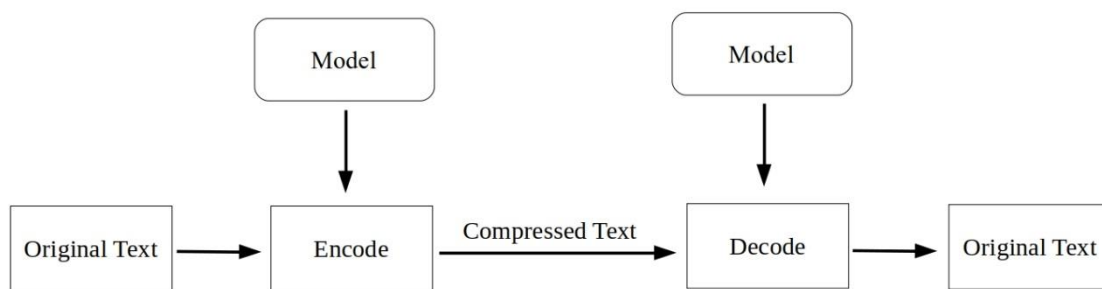 Model
Model
Original Text
Encode
Compressed Text
Decode
Original Text